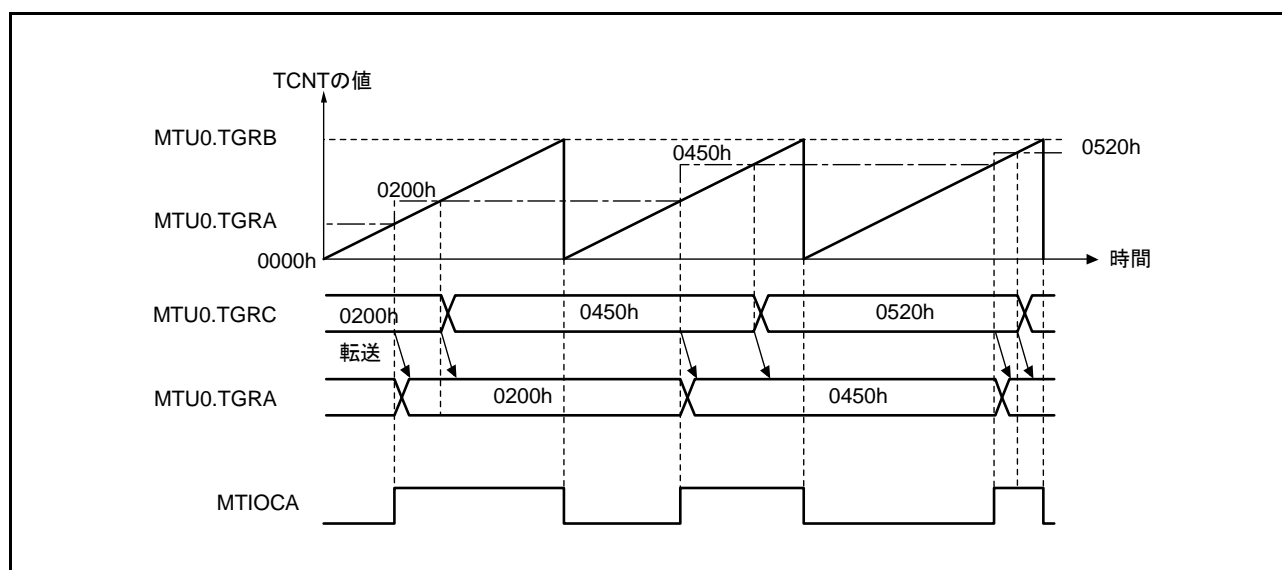 TCNTの値
MTU0.TGRB
0450h
0520h
0200h
MTU0.TGRA
0000h
時間
MTU0.TGRC
0200h
0450h
0520h
転送
MTU0.TGRA
0200h
0450h
MTIOCA